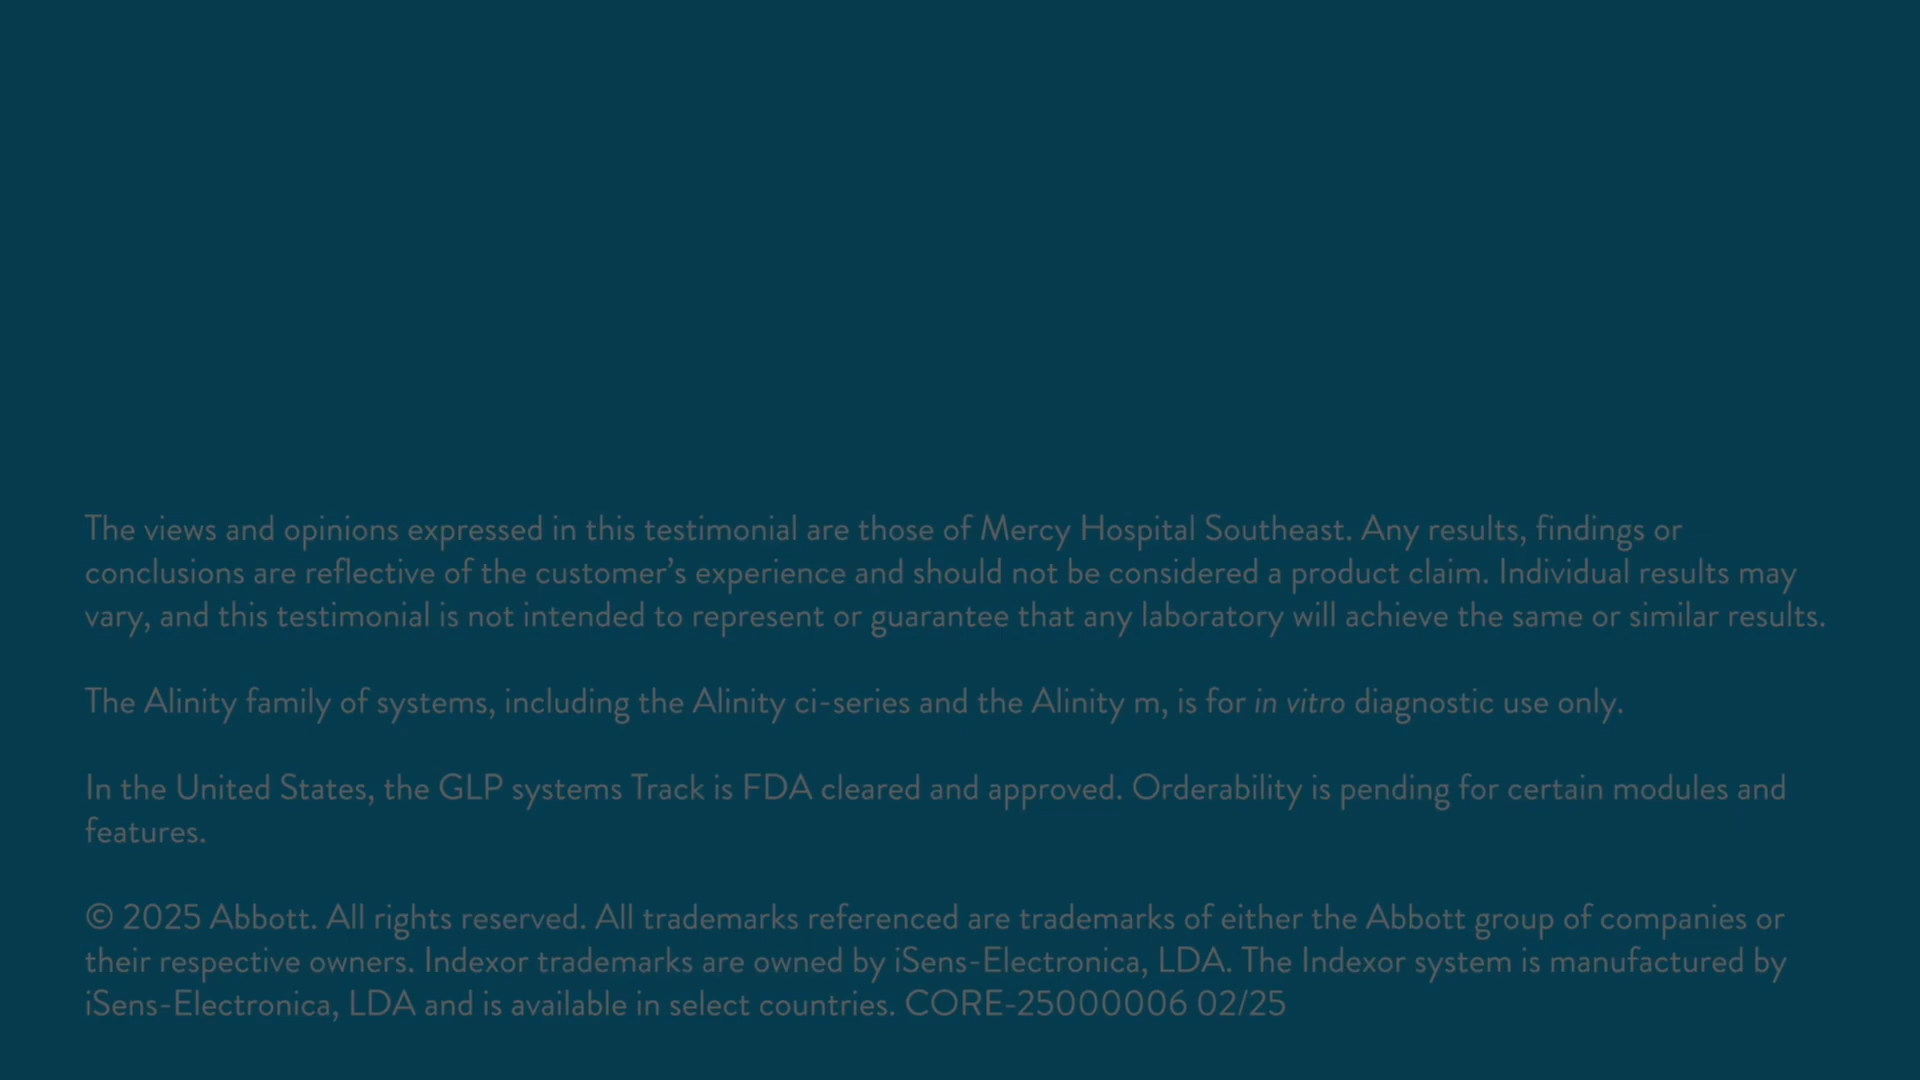 The views and opinions expressed in this testimonial are those of Mercy Hospital Southeast. Any results, findings or
conclusions are reflective of the customer’s experience and should not be considered a product claim. Individual results may
vary, and this testimonial is not intended to represent or guarantee that any laboratory will achieve the same or similar results.
The Alinity family of systems, including the Alinity ci-series and the Alinity m, is for in vitro diagnostic use only.
In the United States, the GLP systems Track is FDA cleared and approved. Orderability is pending for certain modules and
features.
© 2025 Abbott. All rights reserved. All trademarks referenced are trademarks of either the Abbott group of companies or
their respective owners. Indexor trademarks are owned by iSens-Electronica, LDA. The Indexor system is manufactured by
iSens-Electronica, LDA and is available in select countries. CORE-25000006 02/25